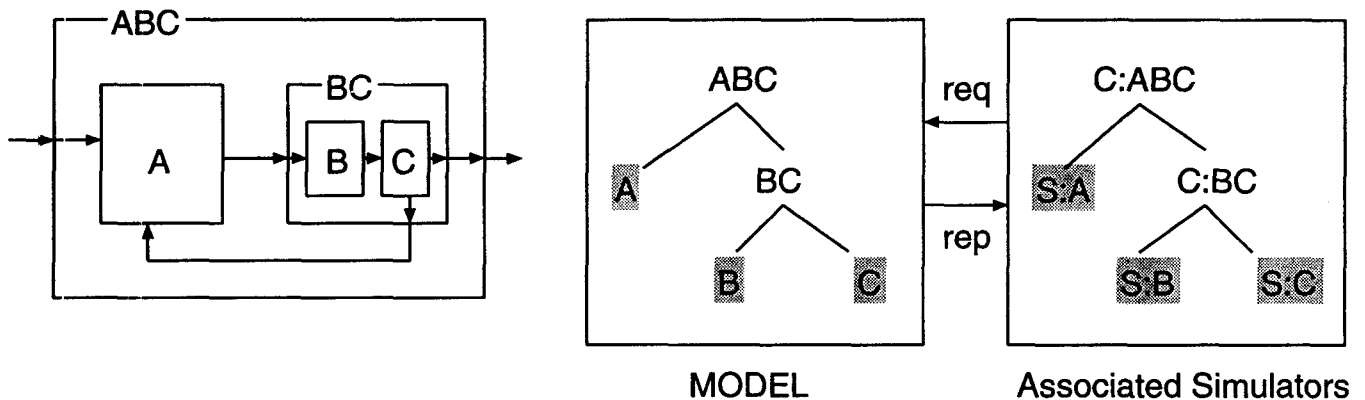 ABC
BC
A
B
C
ABC
A
BC
B
C
MODEL
req
rep
C:ABC
S:A
C:BC
S:B
S:C
Associated Simulators